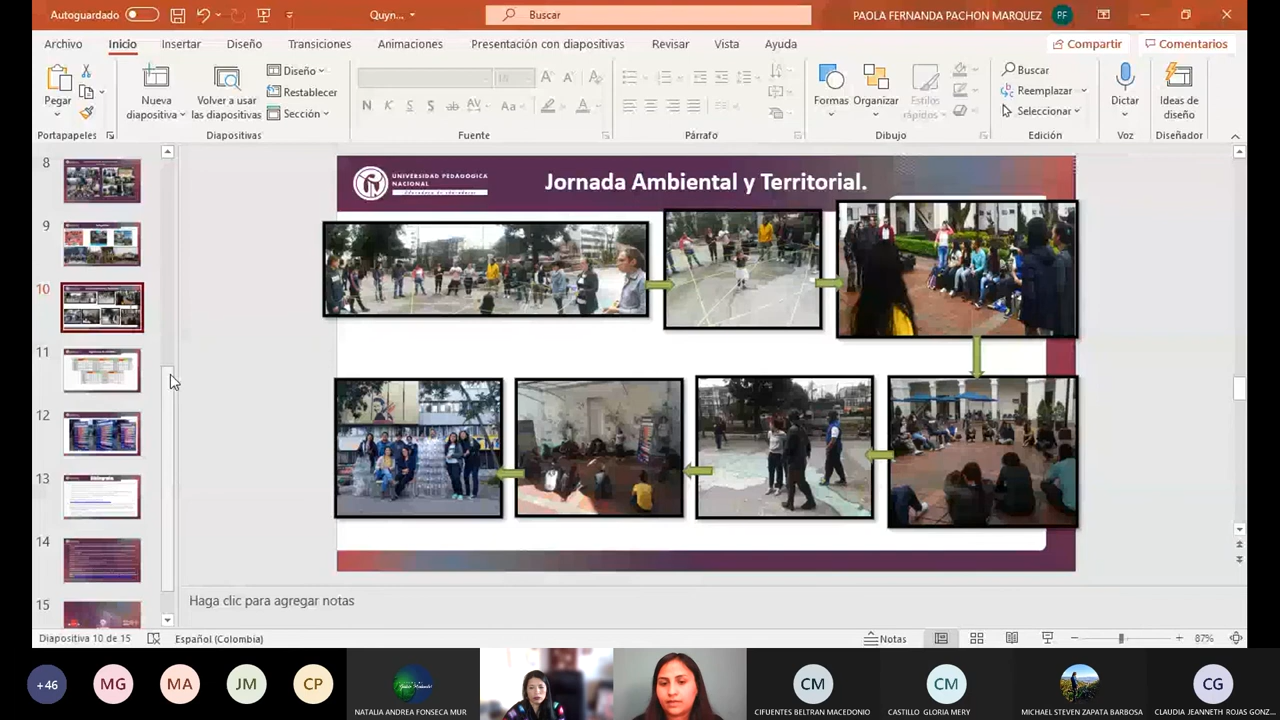 Autoguardado
Quyn...
Buscar
PAOLA FERNANDA PACHON MARQUEZ
PF
Archivo
Inicio
Insertar
Diseño
Transiciones
Animaciones
Presentación con diapositivas
Revisar
Vista
Ayuda
Compartir
Comentarios
Pegar
Nueva diapositiva
Volver a usar las diapositivas
Diseño
Restablecer
Sección
Formas
Organizar
Estilos rápidos
Buscar
Reemplazar
Seleccionar
Dictar
Ideas de diseño
Portapapeles
Diapositivas
Fuente
Párrafo
Dibujo
Edición
Voz
Diseñador
8
9
10
11
12
13
14
15
UNIVERSIDAD PEDAGOGICA
NACIONAL
Jornada Ambiental y Territorial.
Haga clic para agregar notas
Diapositiva 10 de 15
Español (Colombia)
Notas
87%
+46
MG
MA
JM
CP
CM
CM
CG
NATALIA ANDREA FONSECA MUR
CIFUENTES BELTRAN MACEDONIO
CASTILLO GLORIA MERY
MICHAEL STEVEN ZAPATA BARBOSA
CLAUDIA JEANNETH ROJAS GONZ...